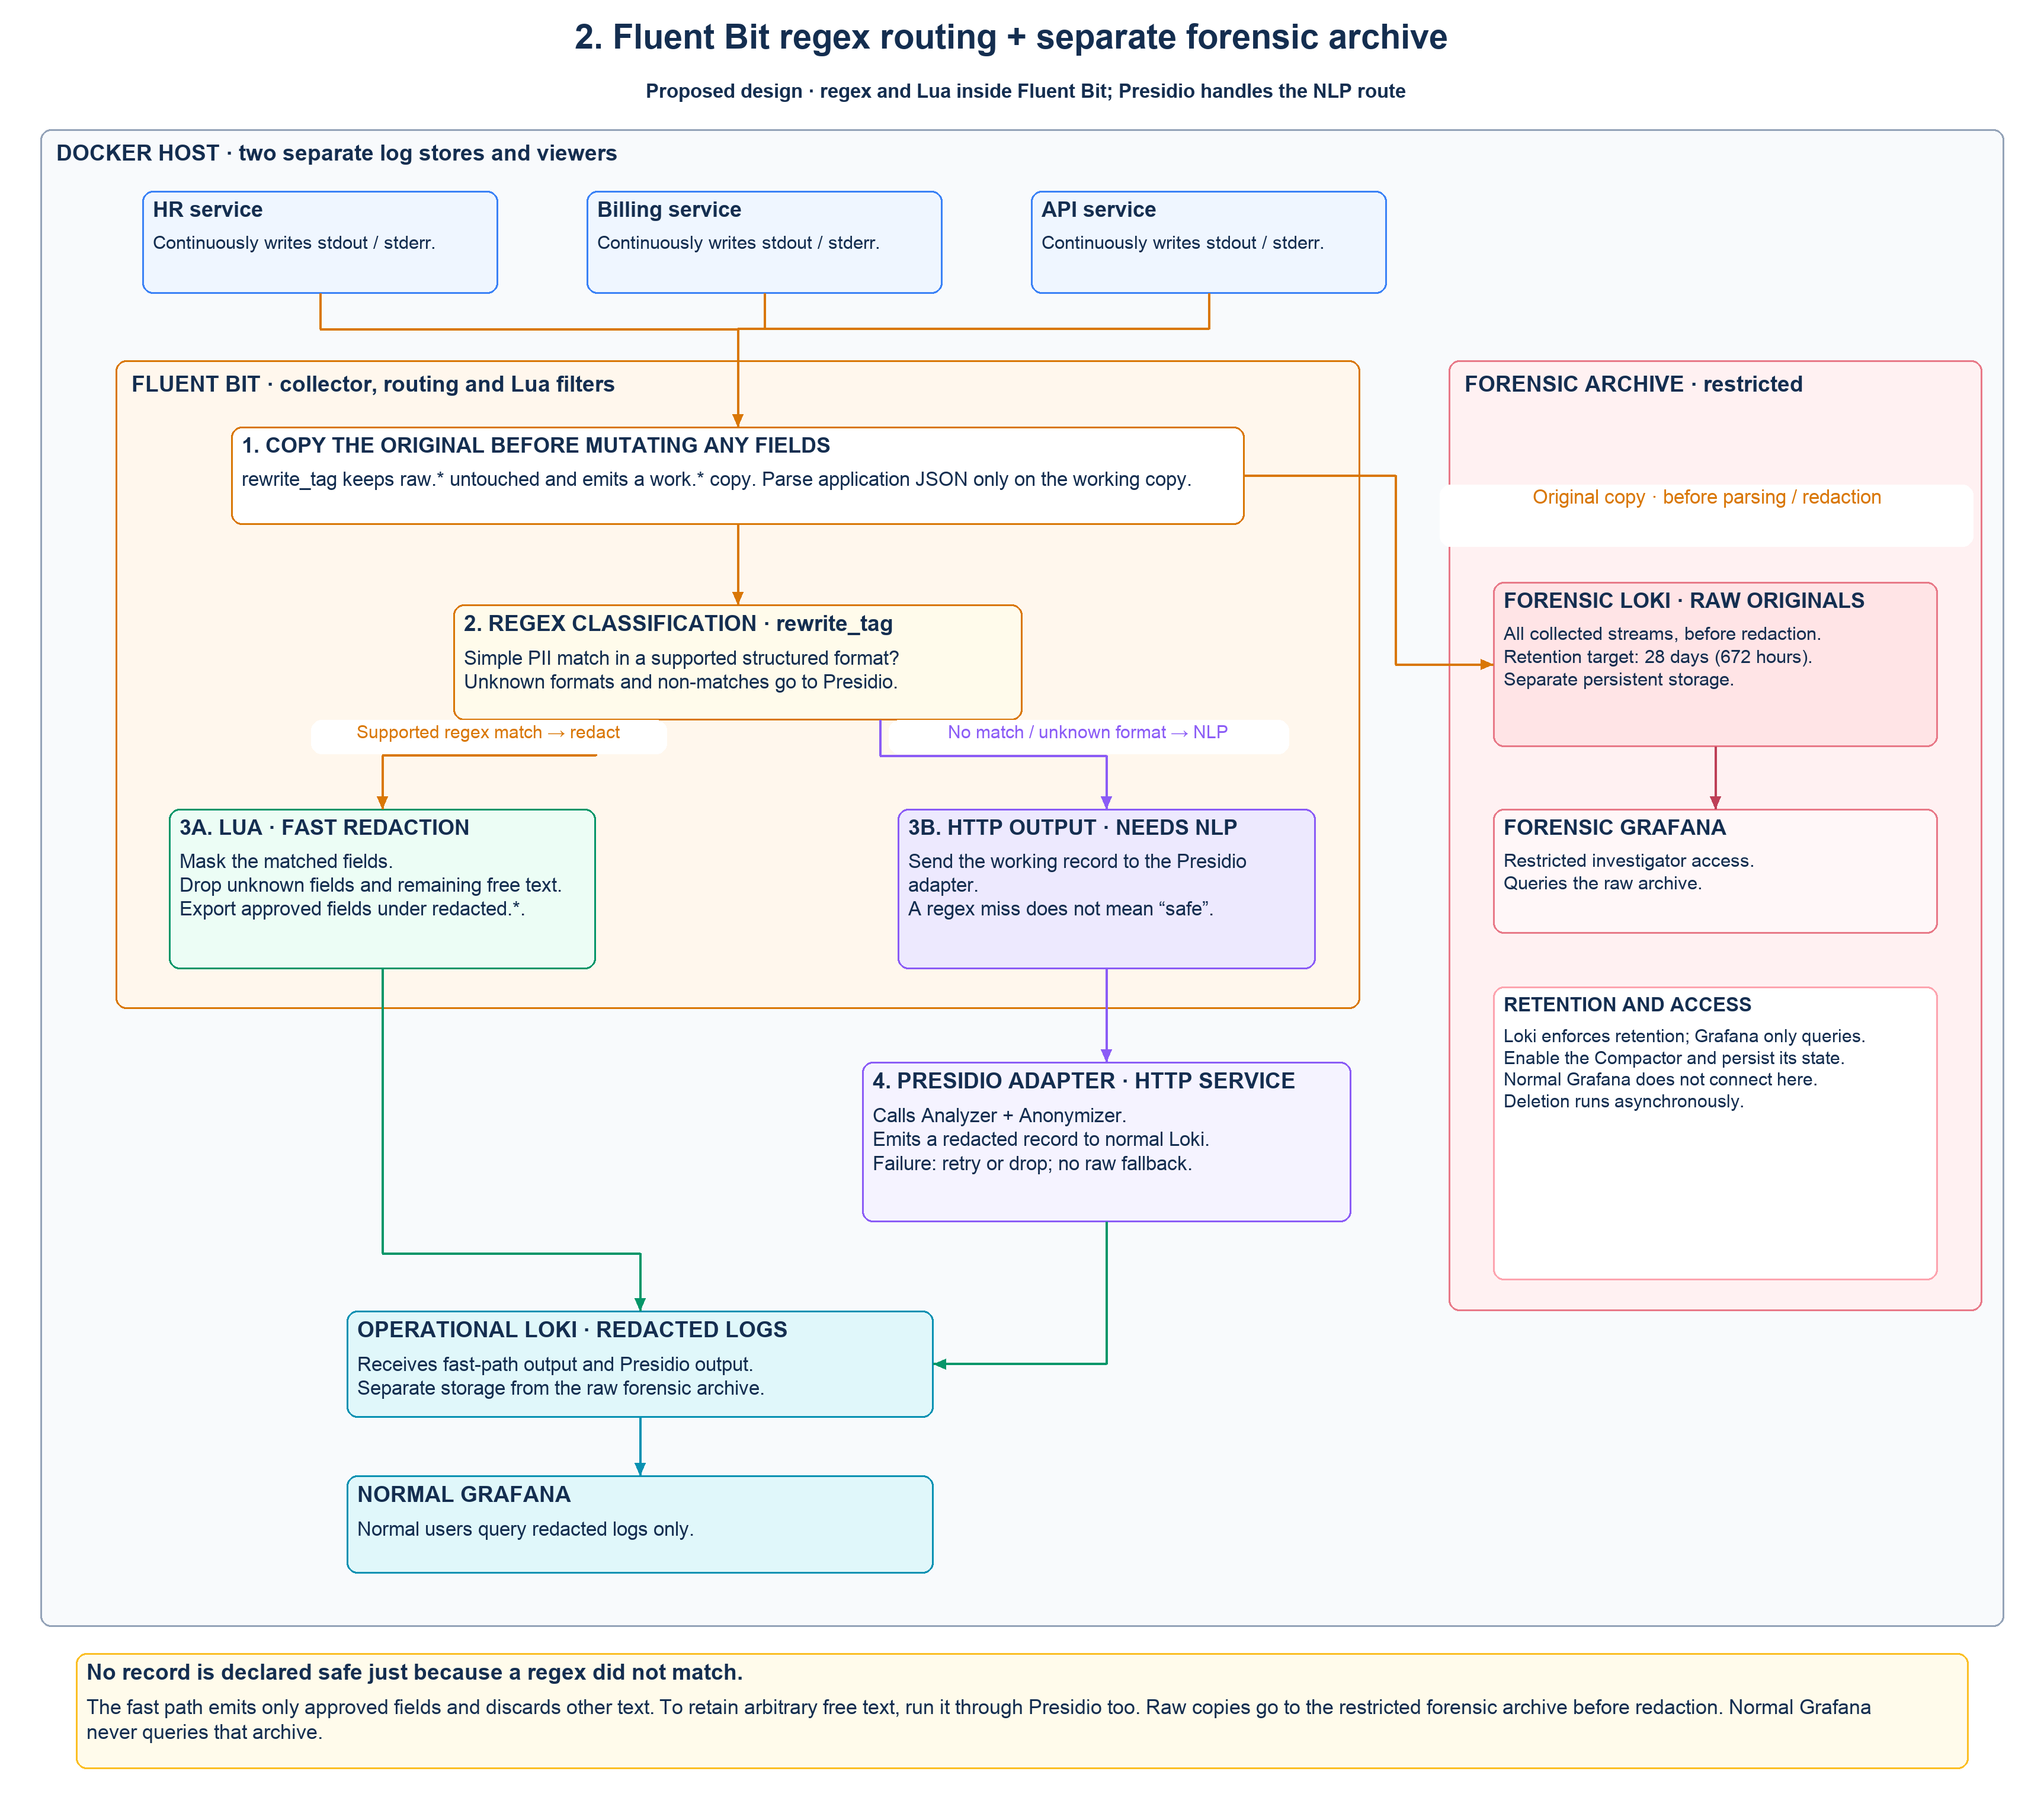 2. Fluent Bit regex routing + separate forensic archive
Proposed design · regex and Lua inside Fluent Bit; Presidio handles the NLP route
DOCKER HOST · two separate log stores and viewers
HR service
Continuously writes stdout / stderr.
Billing service
Continuously writes stdout / stderr.
API service
Continuously writes stdout / stderr.
FLUENT BIT · collector, routing and Lua filters
1. COPY THE ORIGINAL BEFORE MUTATING ANY FIELDS
rewrite_tag keeps raw.* untouched and emits a work.* copy. Parse application JSON only on the working copy.
2. REGEX CLASSIFICATION · rewrite_tag
Simple PII match in a supported structured format?
Unknown formats and non-matches go to Presidio.
Supported regex match → redact
No match / unknown format → NLP
3A. LUA · FAST REDACTION
Mask the matched fields.
Drop unknown fields and remaining free text.
Export approved fields under redacted.*.
3B. HTTP OUTPUT · NEEDS NLP
Send the working record to the Presidio
adapter.
A regex miss does not mean “safe”.
4. PRESIDIO ADAPTER · HTTP SERVICE
Calls Analyzer + Anonymizer.
Emits a redacted record to normal Loki.
Failure: retry or drop; no raw fallback.
OPERATIONAL LOKI · REDACTED LOGS
Receives fast-path output and Presidio output.
Separate storage from the raw forensic archive.
NORMAL GRAFANA
Normal users query redacted logs only.
FORENSIC ARCHIVE · restricted
Original copy · before parsing / redaction
FORENSIC LOKI · RAW ORIGINALS
All collected streams, before redaction.
Retention target: 28 days (672 hours).
Separate persistent storage.
FORENSIC GRAFANA
Restricted investigator access.
Queries the raw archive.
RETENTION AND ACCESS
Loki enforces retention; Grafana only queries.
Enable the Compactor and persist its state.
Normal Grafana does not connect here.
Deletion runs asynchronously.
No record is declared safe just because a regex did not match.
The fast path emits only approved fields and discards other text. To retain arbitrary free text, run it through Presidio too. Raw copies go to the restricted forensic archive before redaction. Normal Grafana
never queries that archive.